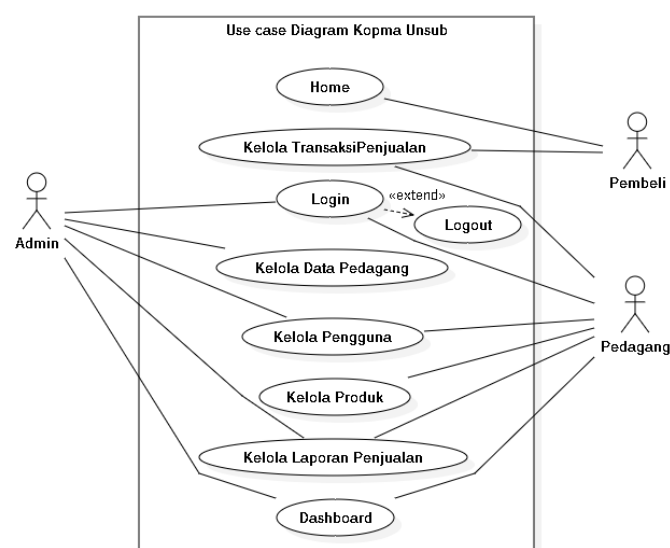 Use case Diagram Kopma Unsub
Home
Kelola TransaksiPenjualan
Pembeli
Login
«extend»
Logout
Admin
Kelola Data Pedagang
Kelola Pengguna
Pedagang
Kelola Produk
Kelola Laporan Penjualan
Dashboard